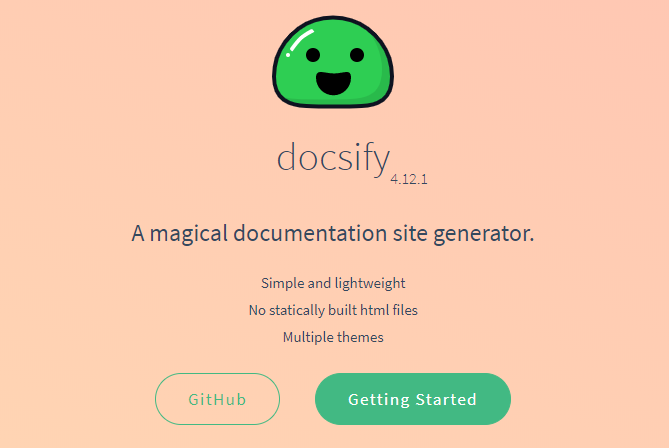 docsify 4.12.1
A magical documentation site generator.
Simple and lightweight
No statically built html files
Multiple themes
GitHub Getting Started